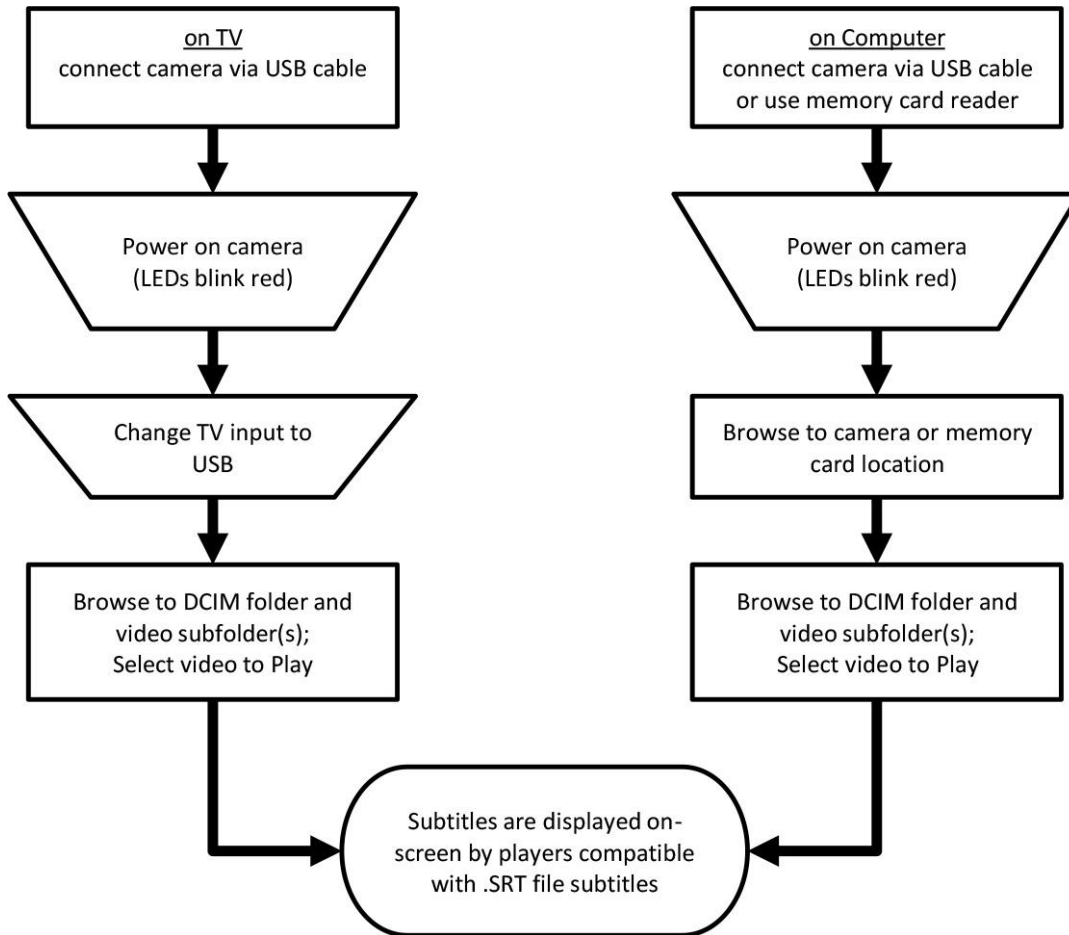 on TV
connect camera via USB cable
Power on camera
(LEDs blink red)
Change TV input to
USB
Browse to DCIM folder and
video subfolder(s);
Select video to Play
on Computer
connect camera via USB cable
or use memory card reader
Power on camera
(LEDs blink red)
Browse to camera or memory
card location
Browse to DCIM folder and
video subfolder(s);
Select video to Play
Subtitles are displayed on-
screen by players compatible
with .SRT file subtitles